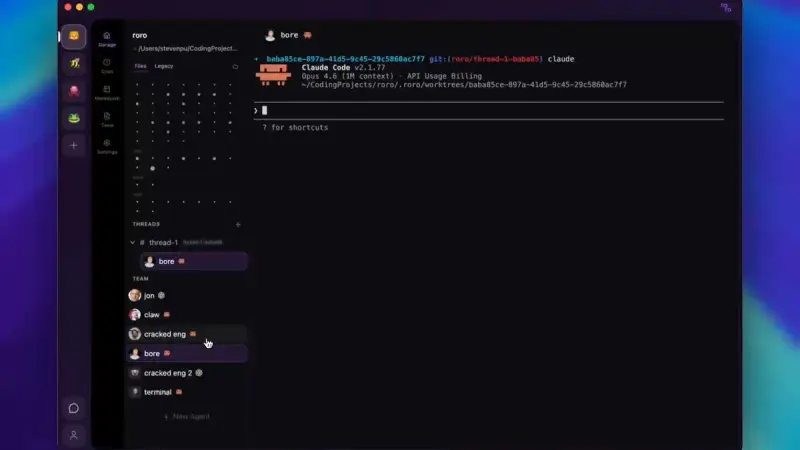 roro
~/Users/stevenpu/CodingProject...
Files Legacy
Garage
Crons
Settings
THREADS +
# thread-1
bore
TEAM
jon
claw
cracked eng
bore
cracked eng 2
terminal
+ New Agent
bore
baba85ce-897a-41d5-9c45-29c5860ac7f7 git:(roro/thread-1-baba85) claude
Claude Code v2.1.77
Opus 4.6 (1M context) · API Usage Billing
~/CodingProjects/roro/.roro/worktrees/baba85ce-897a-41d5-9c45-29c5860ac7f7
❯
? for shortcuts